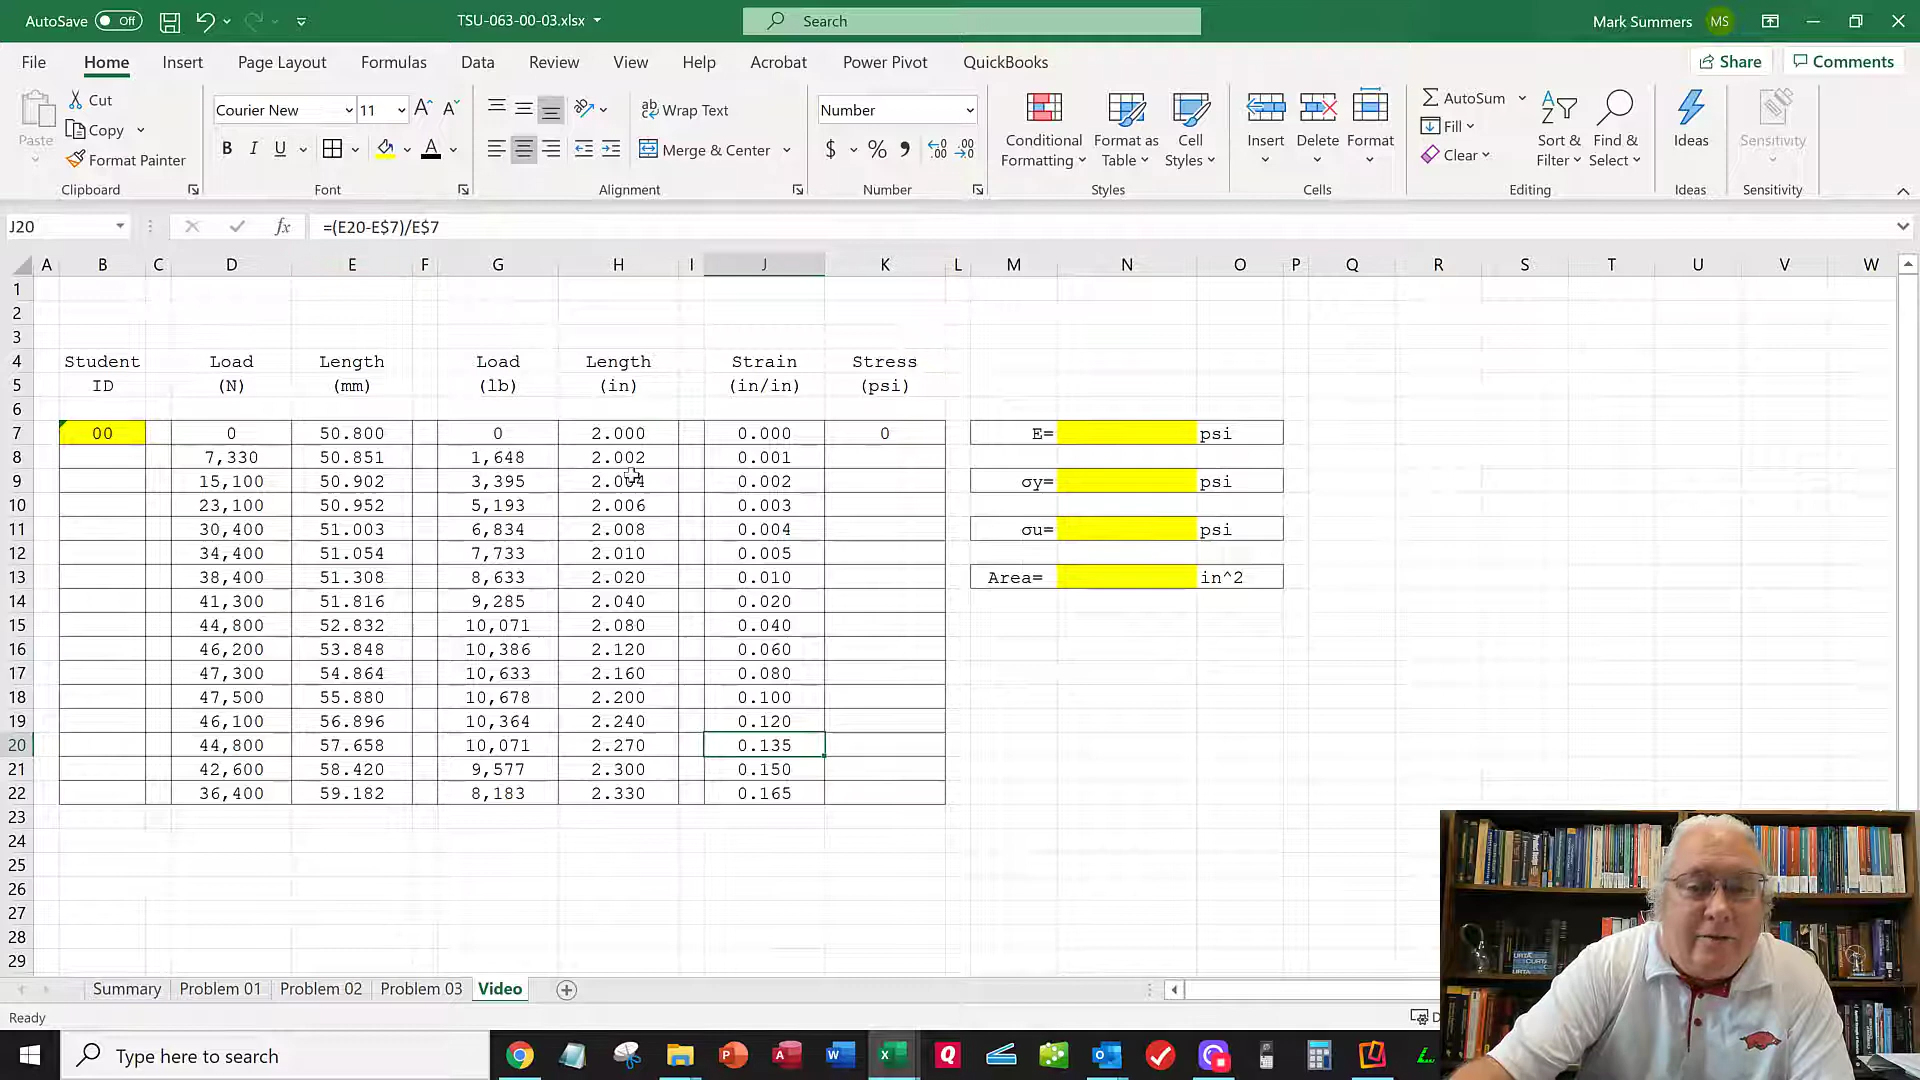 AutoSave Off TSU-063-00-03.xlsx Search Mark Summers MS
File Home Insert Page Layout Formulas Data Review View Help Acrobat Power Pivot QuickBooks Share Comments
Paste Cut Copy Format Painter Clipboard
Courier New 11 B I U A Font
Wrap Text Merge & Center Alignment
Number $ % Number
Conditional Formatting Format as Table Cell Styles Styles
Insert Delete Format Cells
AutoSum Fill Clear Sort & Filter Find & Select Editing
Ideas Ideas
Sensitivity Sensitivity
J20 fx =(E20-E$7)/E$7
A B C D E F G H I J K L M N O P Q R S T U V W
1
2
3
4 Student Load Length Load Length Strain Stress
5 ID (N) (mm) (lb) (in) (in/in) (psi)
6
7 00 0 50.800 0 2.000 0.000 0 E= psi
8 7,330 50.851 1,648 2.002 0.001
9 15,100 50.902 3,395 2.004 0.002 σy= psi
10 23,100 50.952 5,193 2.006 0.003
11 30,400 51.003 6,834 2.008 0.004 σu= psi
12 34,400 51.054 7,733 2.010 0.005
13 38,400 51.308 8,633 2.020 0.010 Area= in^2
14 41,300 51.816 9,285 2.040 0.020
15 44,800 52.832 10,071 2.080 0.040
16 46,200 53.848 10,386 2.120 0.060
17 47,300 54.864 10,633 2.160 0.080
18 47,500 55.880 10,678 2.200 0.100
19 46,100 56.896 10,364 2.240 0.120
20 44,800 57.658 10,071 2.270 0.135
21 42,600 58.420 9,577 2.300 0.150
22 36,400 59.182 8,183 2.330 0.165
23
24
25
26
27
28
29
Summary Problem 01 Problem 02 Problem 03 Video
Ready
Type here to search